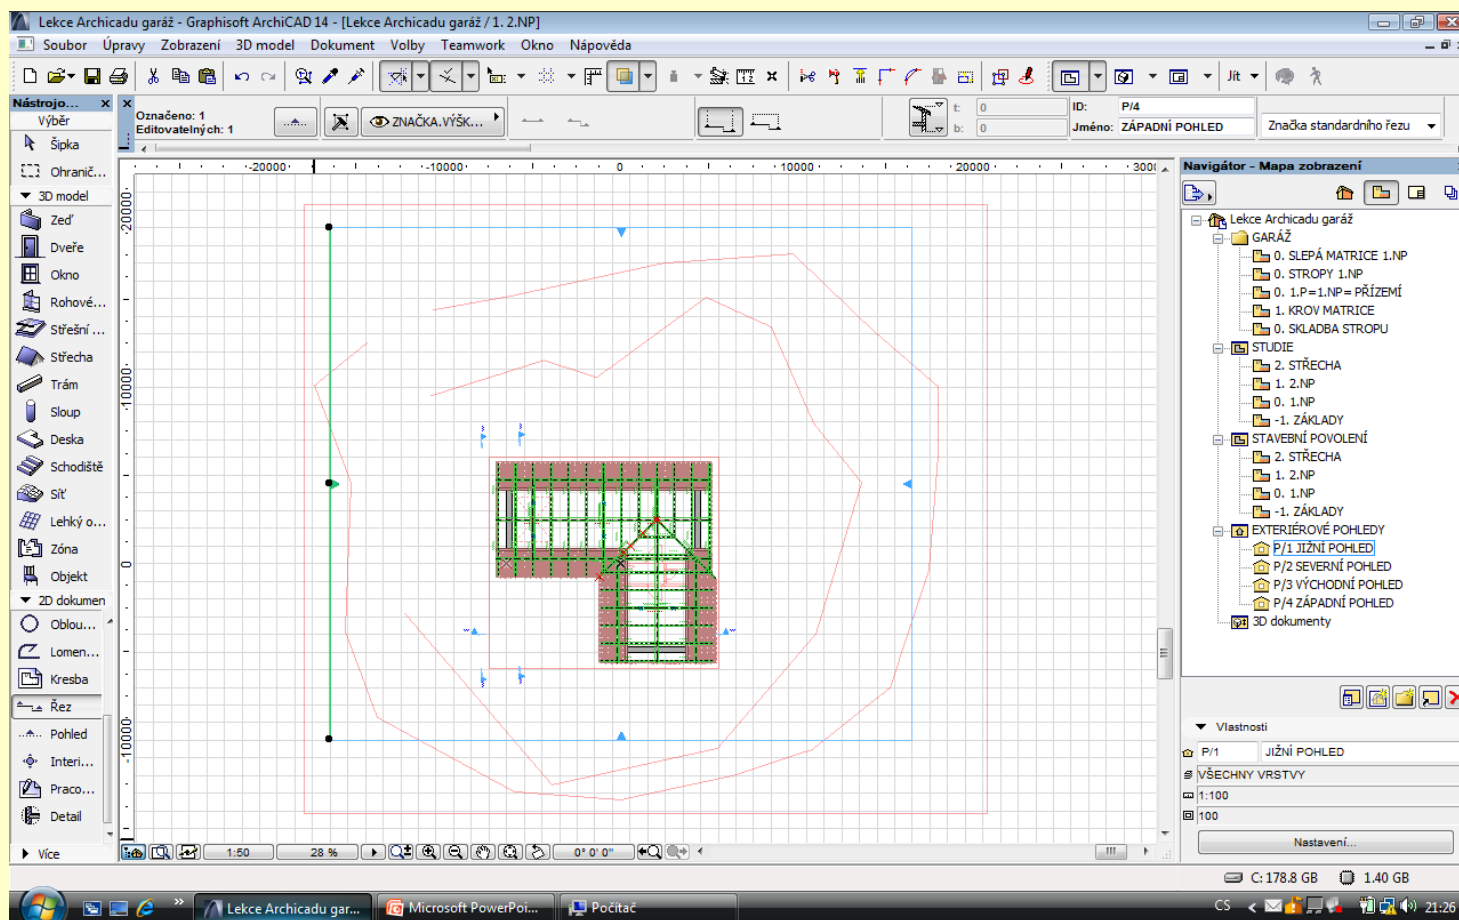 Lekce Archicadu garáž - Graphisoft ArchiCAD 14 - [Lekce Archicadu garáž / 1. 2.NP]
Soubor Úpravy Zobrazení 3D model Dokument Volby Teamwork Okno Nápověda
Jít
Nástrojo...
Výběr
Šipka
Ohranič...
3D model
Zeď
Dveře
Okno
Rohové...
Střešní ...
Střecha
Trám
Sloup
Deska
Schodiště
Síť
Lehký o...
Zóna
Objekt
2D dokumen
Oblou...
Lomen...
Kresba
Řez
Pohled
Interi...
Praco...
Detail
Více
Označeno: 1
Editovatelných: 1
ZNAČKA.VÝŠK...
t: 0
b: 0
ID: P/4
Jméno: ZÁPADNÍ POHLED
Značka standardního řezu
-20000 -10000 0 10000 20000 3000
-20000
-10000
0
-10000
1:50 28 % 0° 0' 0"
Navigátor - Mapa zobrazení
Lekce Archicadu garáž
GARÁŽ
0. SLEPÁ MATRICE 1.NP
0. STROPY 1.NP
0. 1.P=1.NP= PŘÍZEMÍ
1. KROV MATRICE
0. SKLADBA STROPU
STUDIE
2. STŘECHA
1. 2.NP
0. 1.NP
-1. ZÁKLADY
STAVEBNÍ POVOLENÍ
2. STŘECHA
1. 2.NP
0. 1.NP
-1. ZÁKLADY
EXTERIÉROVÉ POHLEDY
P/1 JIŽNÍ POHLED
P/2 SEVERNÍ POHLED
P/3 VÝCHODNÍ POHLED
P/4 ZÁPADNÍ POHLED
3D dokumenty
Vlastnosti
P/1 JIŽNÍ POHLED
VŠECHNY VRSTVY
1:100
100
Nastavení...
C: 178.8 GB 1.40 GB
Lekce Archicadu gar... Microsoft PowerPoi... Počítač CS 21:26